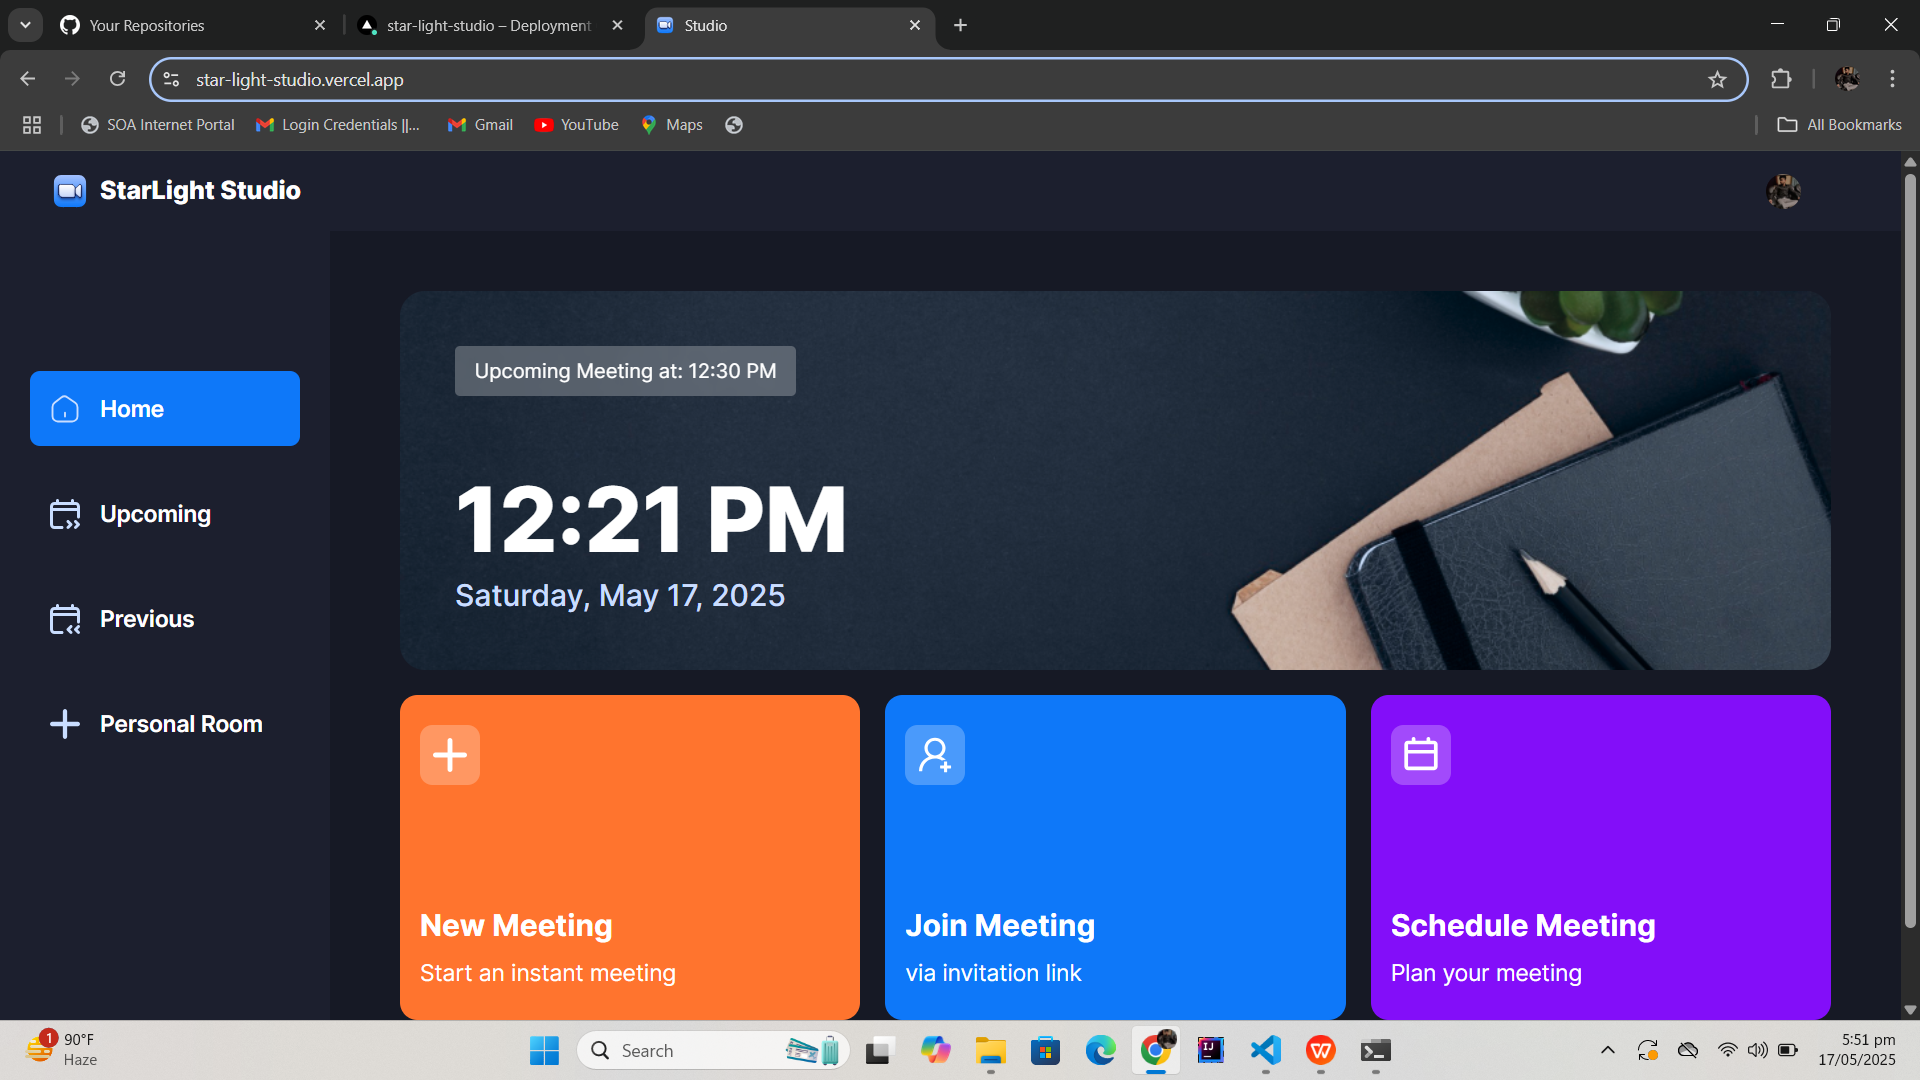 Your Repositories
star-light-studio – Deployment
Studio
star-light-studio.vercel.app
SOA Internet Portal
Login Credentials ||...
Gmail
YouTube
Maps
All Bookmarks
StarLight Studio
Home
Upcoming
Previous
Personal Room
Upcoming Meeting at: 12:30 PM
12:21 PM
Saturday, May 17, 2025
New Meeting
Start an instant meeting
Join Meeting
via invitation link
Schedule Meeting
Plan your meeting
1
90°F
Haze
Search
IJ
W
5:51 pm
17/05/2025